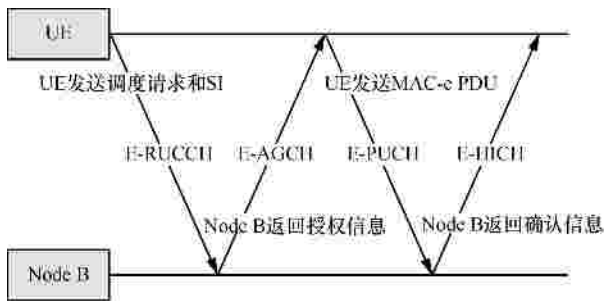 UE
UE发送调度请求和SI
UE发送MAC-e PDU
E-RUCCH
E-AGCH
E-PUCH
E-HICH
Node B返回授权信息
Node B返回确认信息
Node B